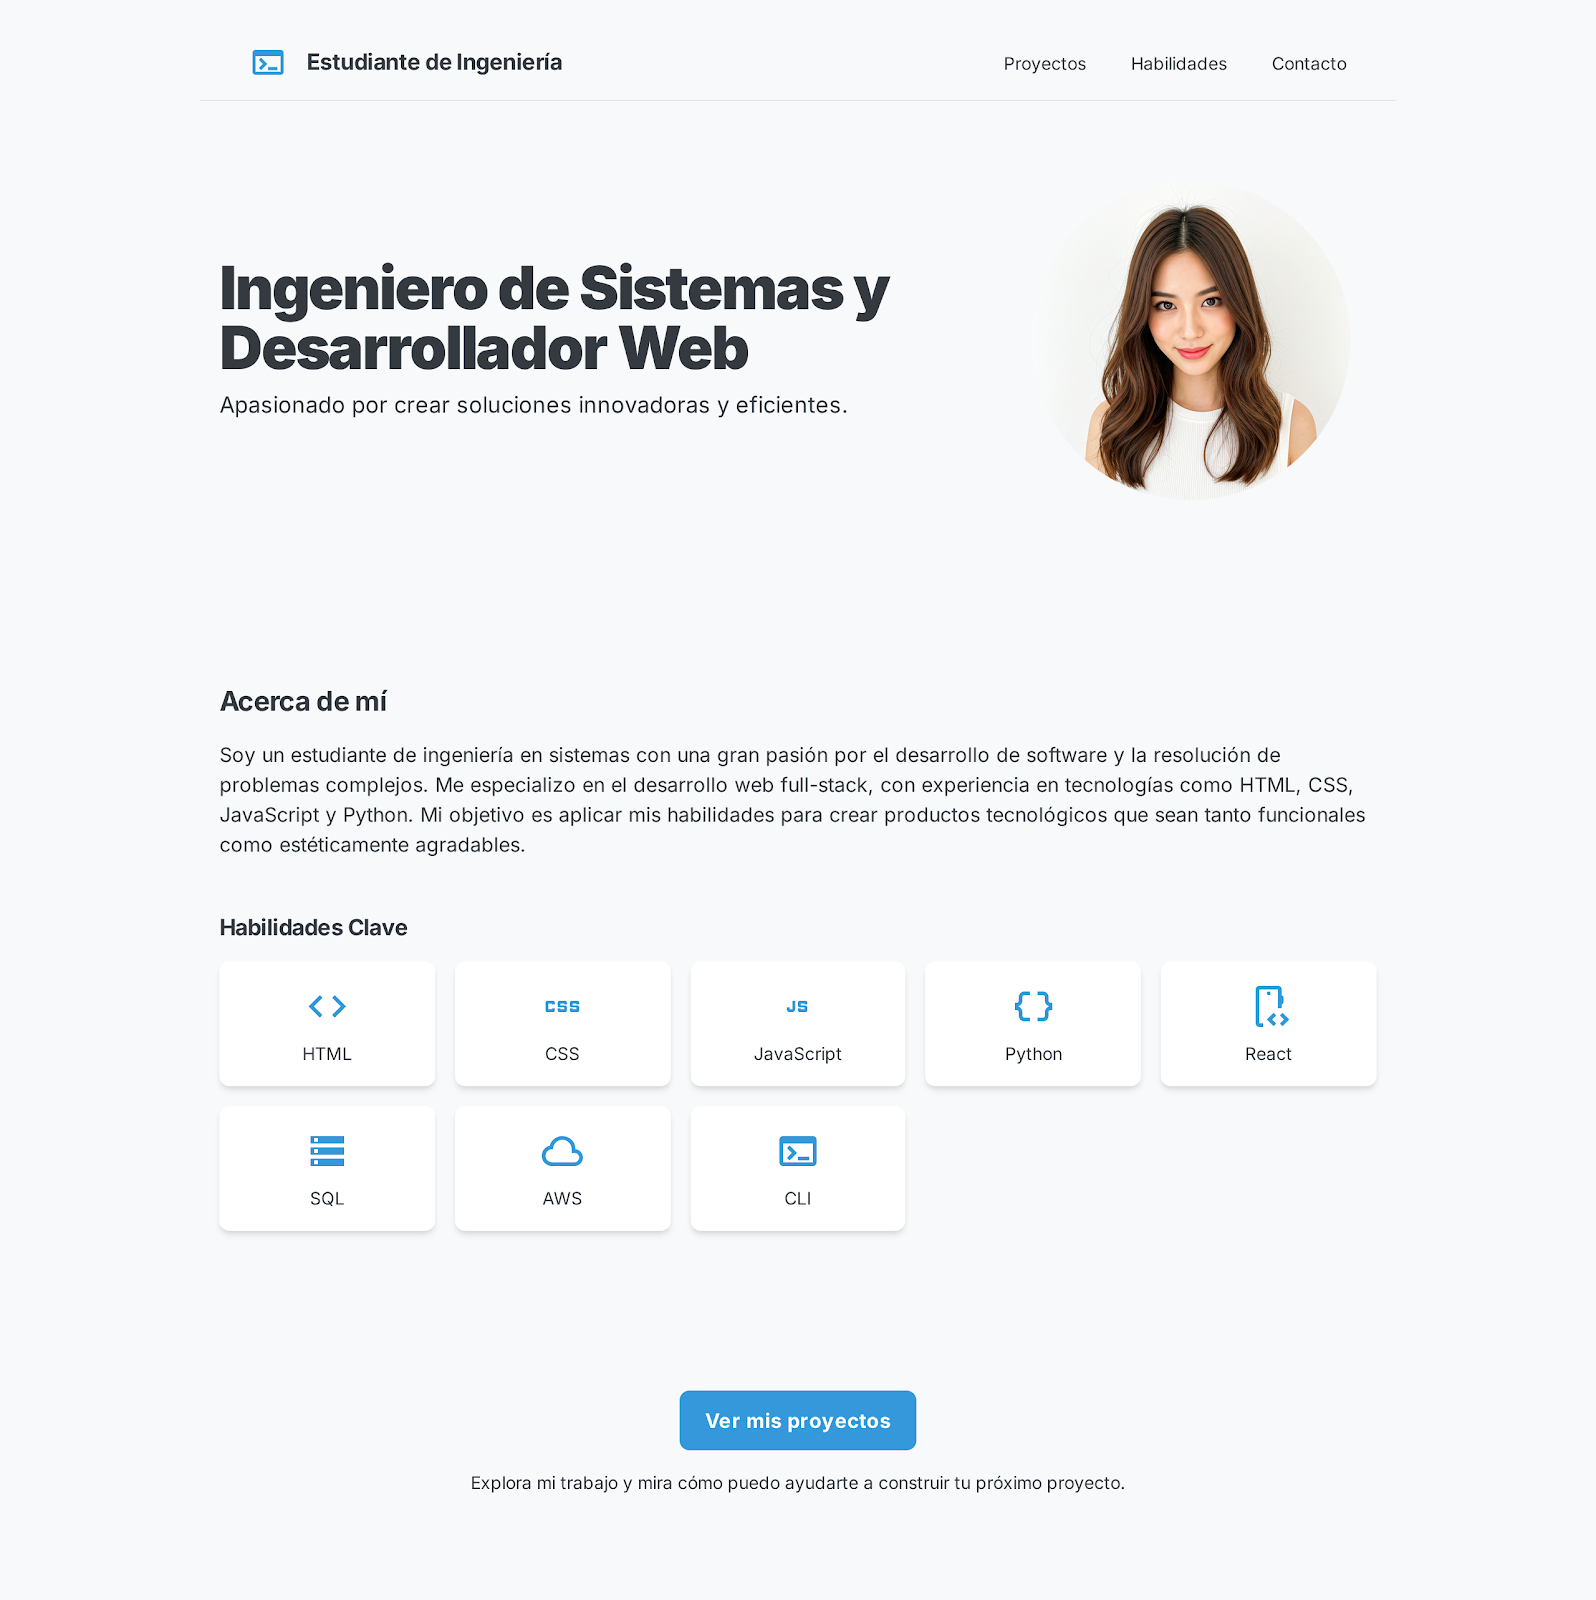 Estudiante de Ingeniería
Proyectos
Habilidades
Contacto
Ingeniero de Sistemas y
Desarrollador Web
Apasionado por crear soluciones innovadoras y eficientes.
Acerca de mí
Soy un estudiante de ingeniería en sistemas con una gran pasión por el desarrollo de software y la resolución de
problemas complejos. Me especializo en el desarrollo web full-stack, con experiencia en tecnologías como HTML, CSS,
JavaScript y Python. Mi objetivo es aplicar mis habilidades para crear productos tecnológicos que sean tanto funcionales
como estéticamente agradables.
Habilidades Clave
HTML
CSS
CSS
JS
JavaScript
Python
React
SQL
AWS
CLI
Ver mis proyectos
Explora mi trabajo y mira cómo puedo ayudarte a construir tu próximo proyecto.